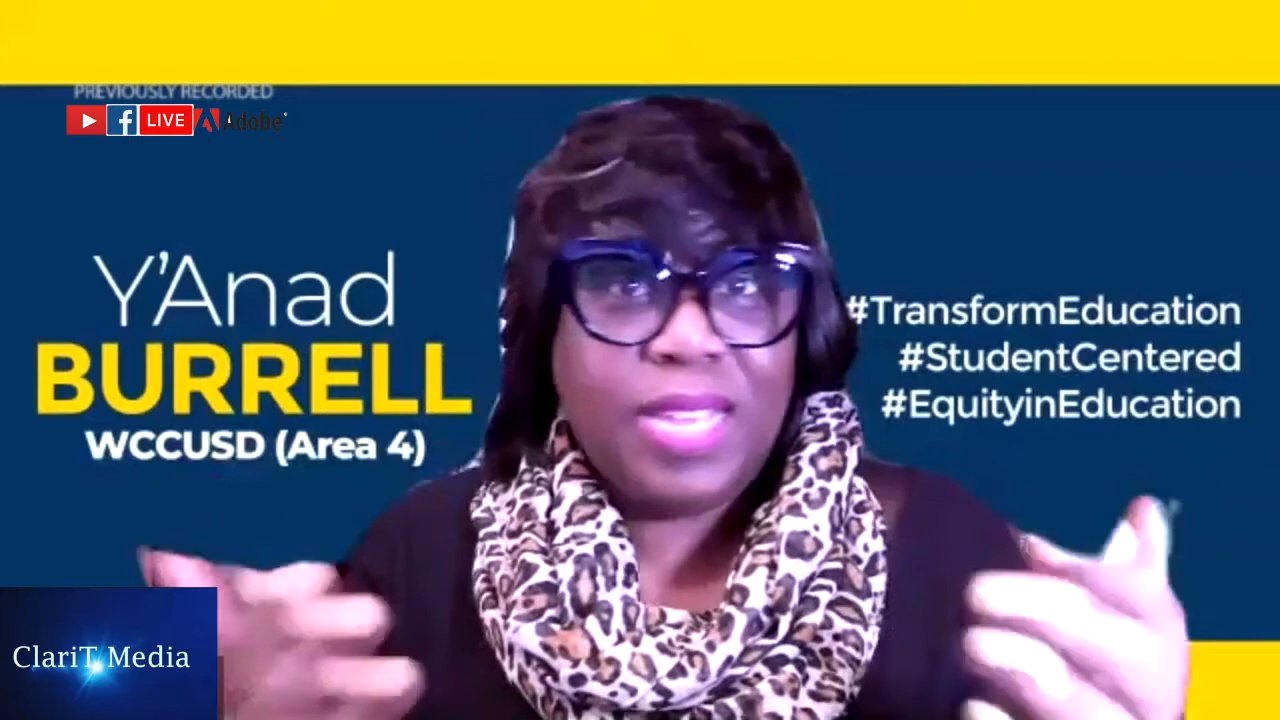 PREVIOUSLY RECORDED
f LIVE Adobe
Y'Anad
BURRELL
WCCUSD (Area 4)
#TransformEducation
#StudentCentered
#EquityinEducation
ClariT Media